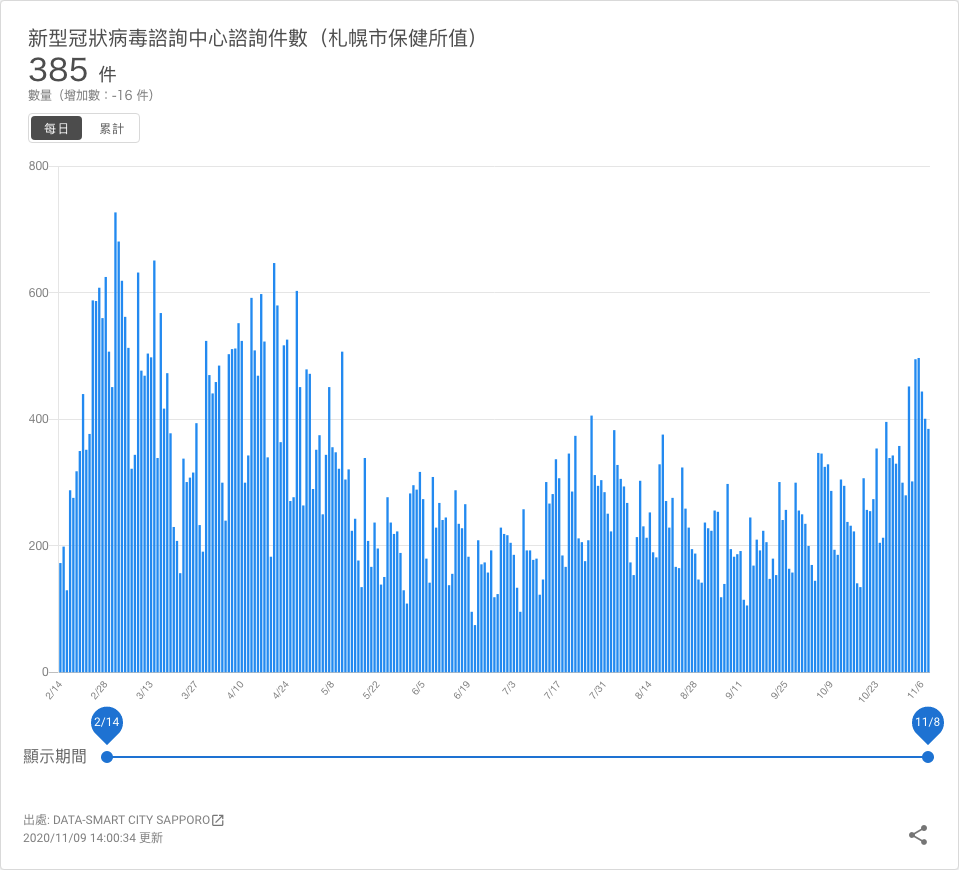 新型冠狀病毒諮詢中心諮詢件數（札幌市保健所值）
385 件
數量（增加數：-16 件）
每日 累計
800
600
400
200
0
2/14 2/28 3/13 3/27 4/10 4/24 5/8 5/22 6/5 6/19 7/3 7/17 7/31 8/14 8/28 9/11 9/25 10/9 10/23 11/6
2/14 11/8
顯示期間
出處: DATA-SMART CITY SAPPORO
2020/11/09 14:00:34 更新